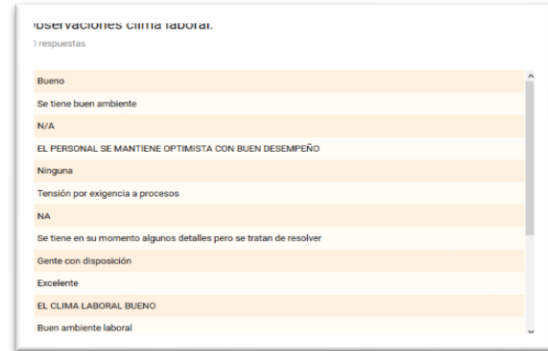 clima laboral.
respuestas
Bueno
Se tiene buen ambiente
N/A
EL PERSONAL SE MANTIENE OPTIMISTA CON BUEN DESEMPEÑO
Ninguna
Tensión por exigencia a procesos
NA
Se tiene en su momento algunos detalles pero se tratan de resolver
Gente con disposición
Excelente
EL CLIMA LABORAL BUENO
Buen ambiente laboral